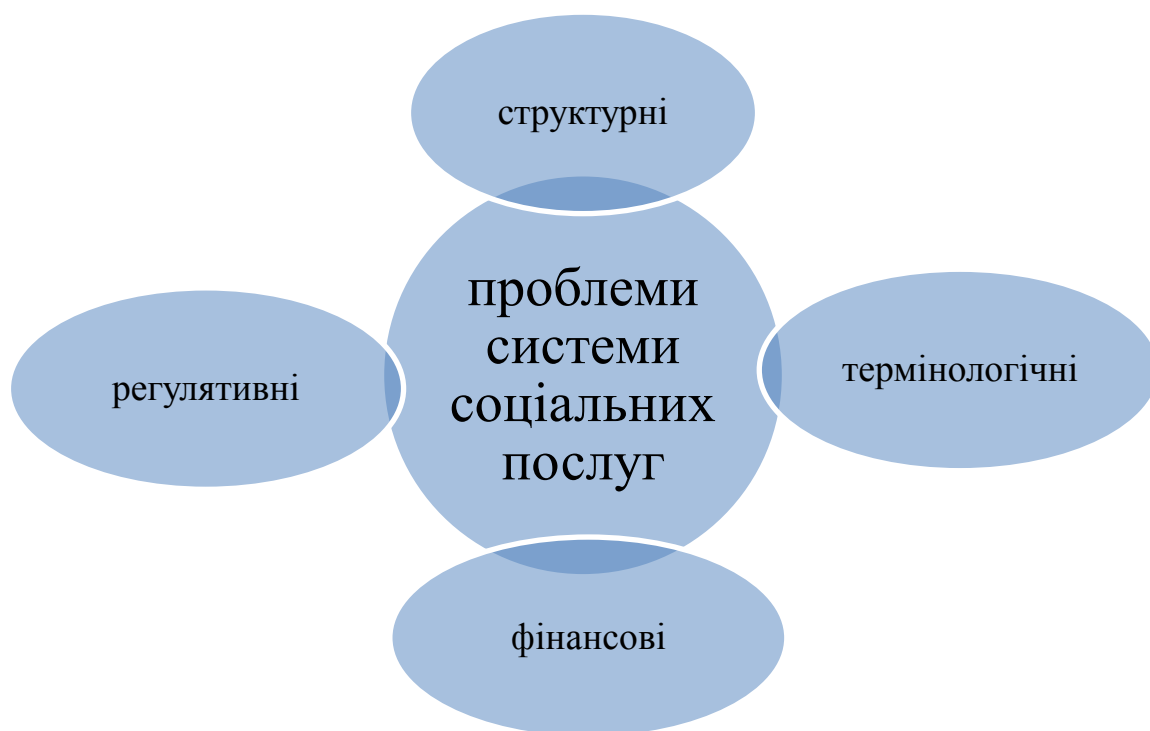 структурні
проблеми
системи
соціальних
послуг
регулятивні
термінологічні
фінансові